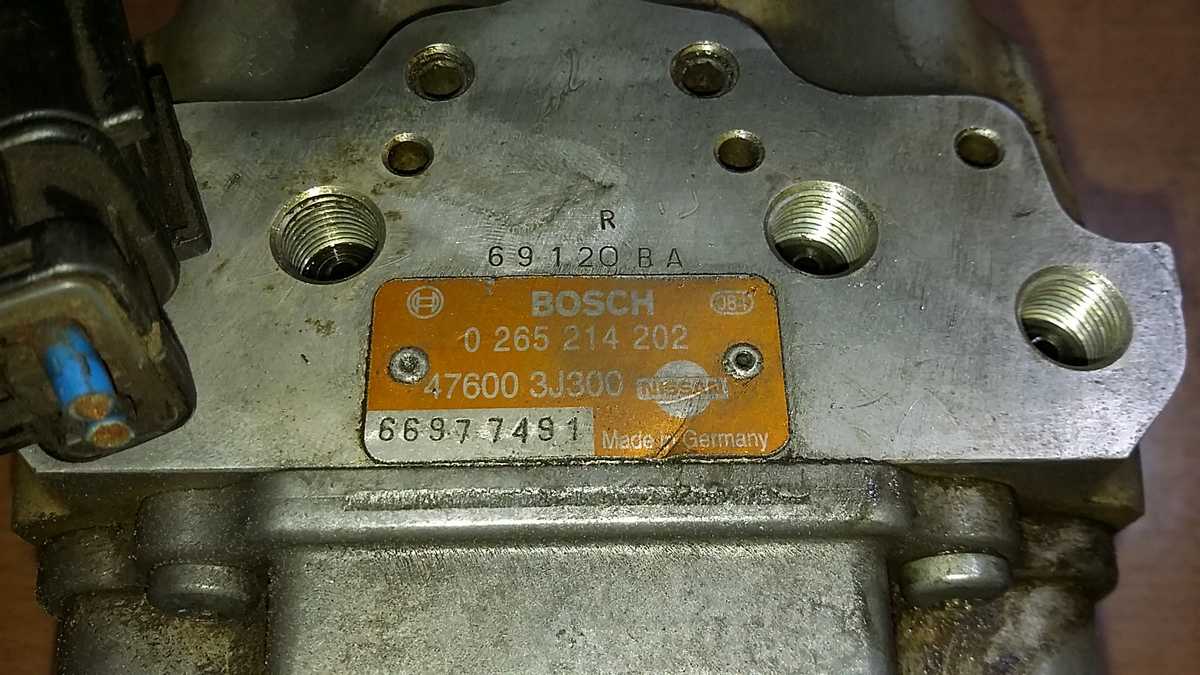 R
69120BA
BOSCH
0 265 214 202
47600 3J300 NISSAN
66977491 Made in Germany